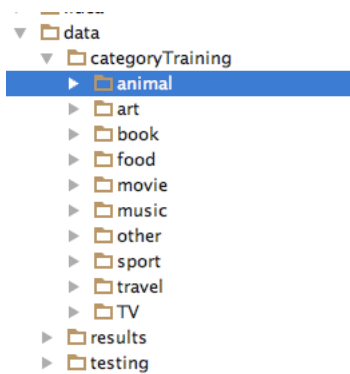 data
categoryTraining
animal
art
book
food
movie
music
other
sport
travel
TV
results
testing